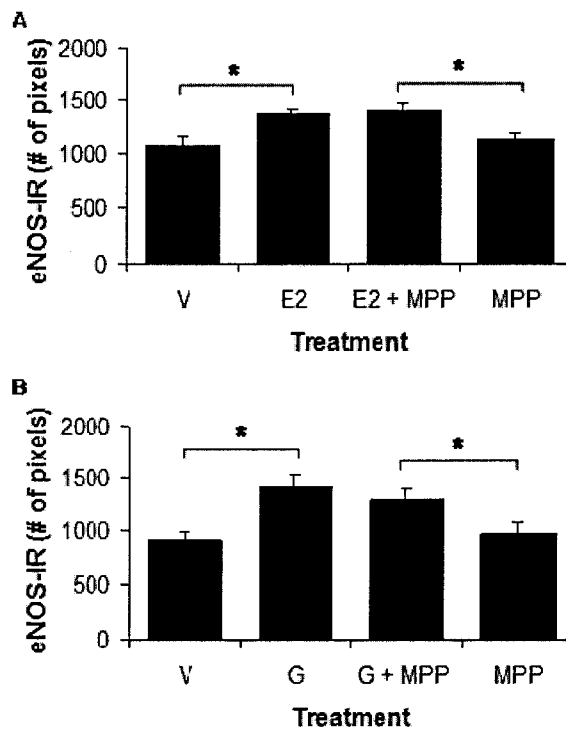 A
2000
1500
1000
500
0
eNOS-IR (# of pixels)
*
*
V
E2
E2 + MPP
MPP
Treatment
B
2000
1500
1000
500
0
eNOS-IR (# of pixels)
*
*
V
G
G + MPP
MPP
Treatment